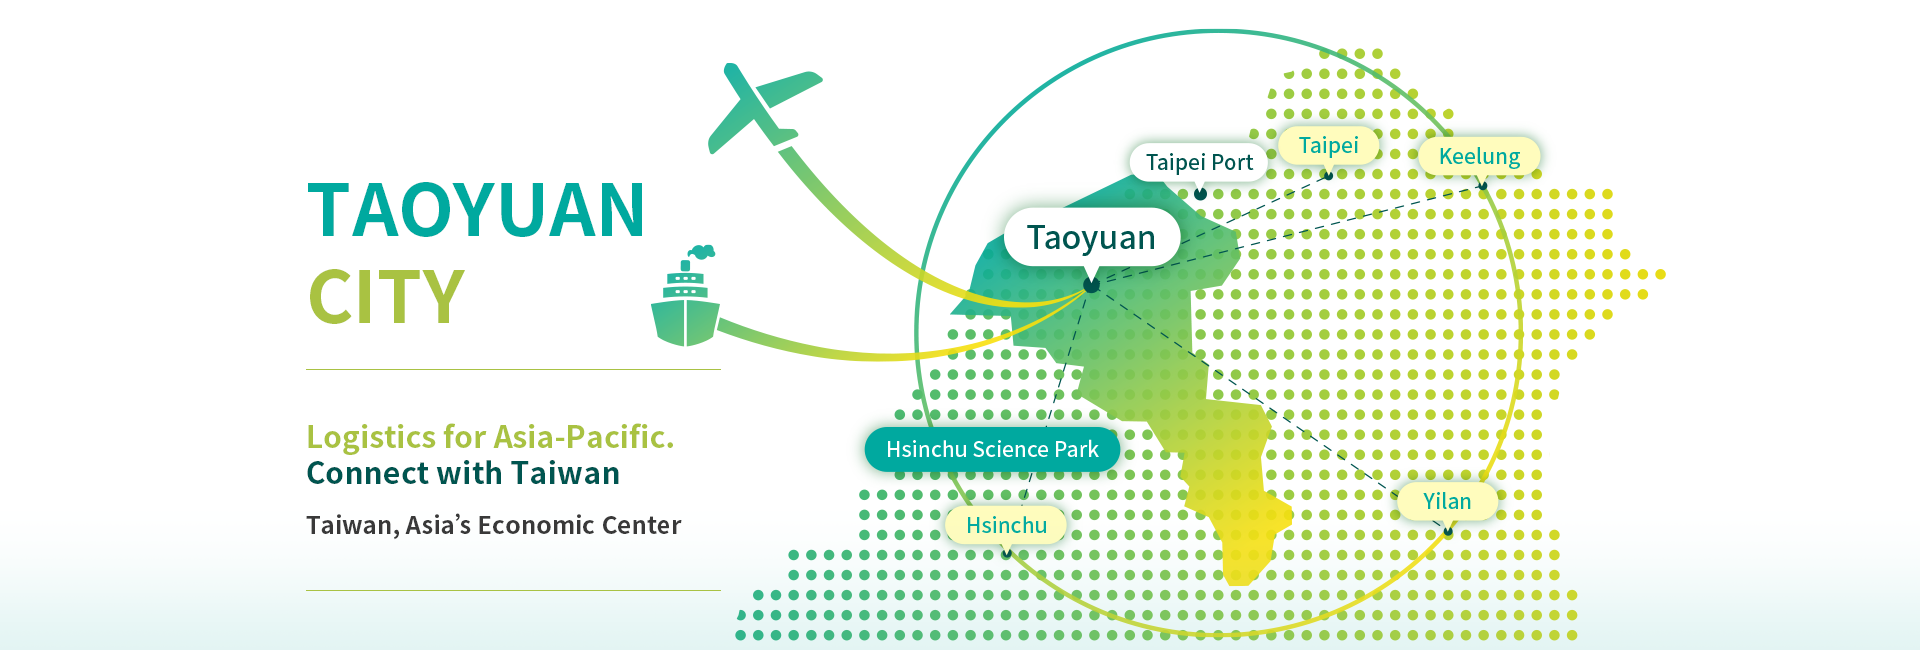 TAOYUAN
CITY
Logistics for Asia-Pacific.
Connect with Taiwan
Taiwan, Asia’s Economic Center
Taipei Port
Taipei
Keelung
Taoyuan
Hsinchu Science Park
Hsinchu
Yilan